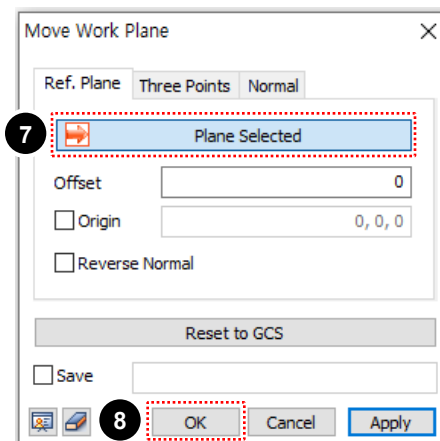 Move Work Plane
Ref. Plane Three Points Normal
7 Plane Selected
Offset 0
Origin 0, 0, 0
Reverse Normal
Reset to GCS
Save
8 OK Cancel Apply